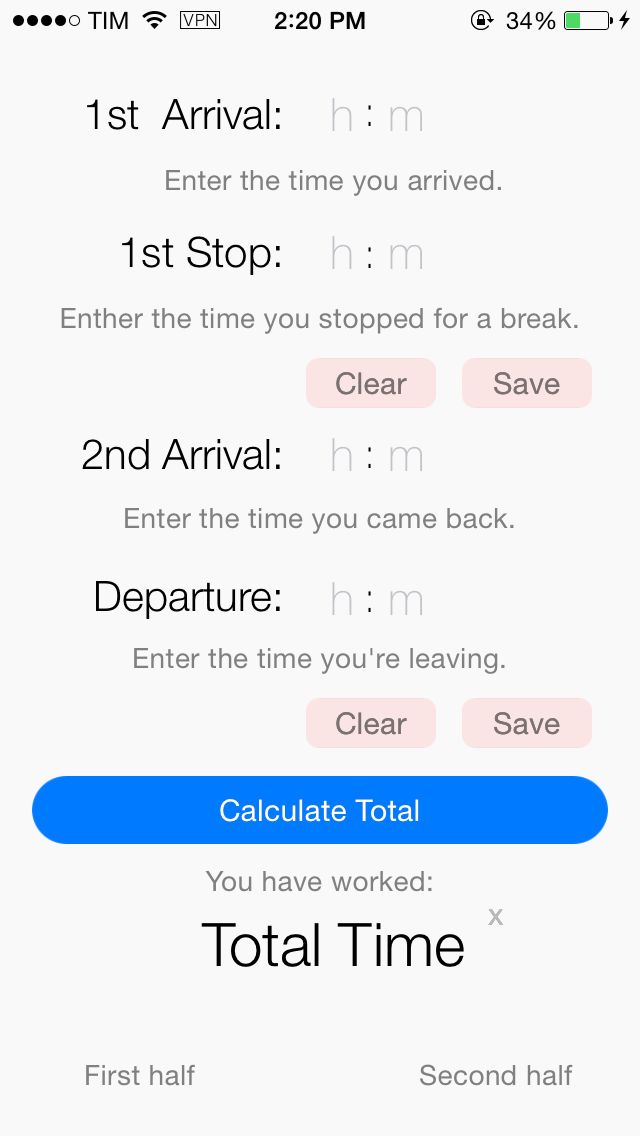 TIM VPN 2:20 PM 34%
1st Arrival: h : m
Enter the time you arrived.
1st Stop: h : m
Enther the time you stopped for a break.
Clear Save
2nd Arrival: h : m
Enter the time you came back.
Departure: h : m
Enter the time you're leaving.
Clear Save
Calculate Total
You have worked:
Total Time x
First half Second half